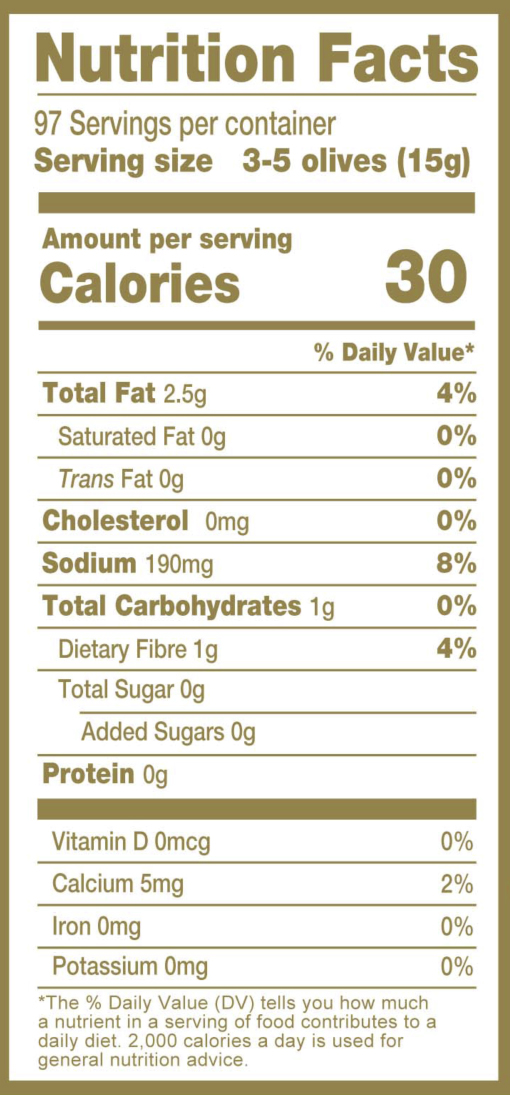 Nutrition Facts
97 Servings per container
Serving size 3-5 olives (15g)
Amount per serving
Calories 30
% Daily Value*
Total Fat 2.5g 4%
Saturated Fat 0g 0%
Trans Fat 0g 0%
Cholesterol 0mg 0%
Sodium 190mg 8%
Total Carbohydrates 1g 0%
Dietary Fibre 1g 4%
Total Sugar 0g
Added Sugars 0g
Protein 0g
Vitamin D 0mcg 0%
Calcium 5mg 2%
Iron 0mg 0%
Potassium 0mg 0%
*The % Daily Value (DV) tells you how much
a nutrient in a serving of food contributes to a
daily diet. 2,000 calories a day is used for
general nutrition advice.